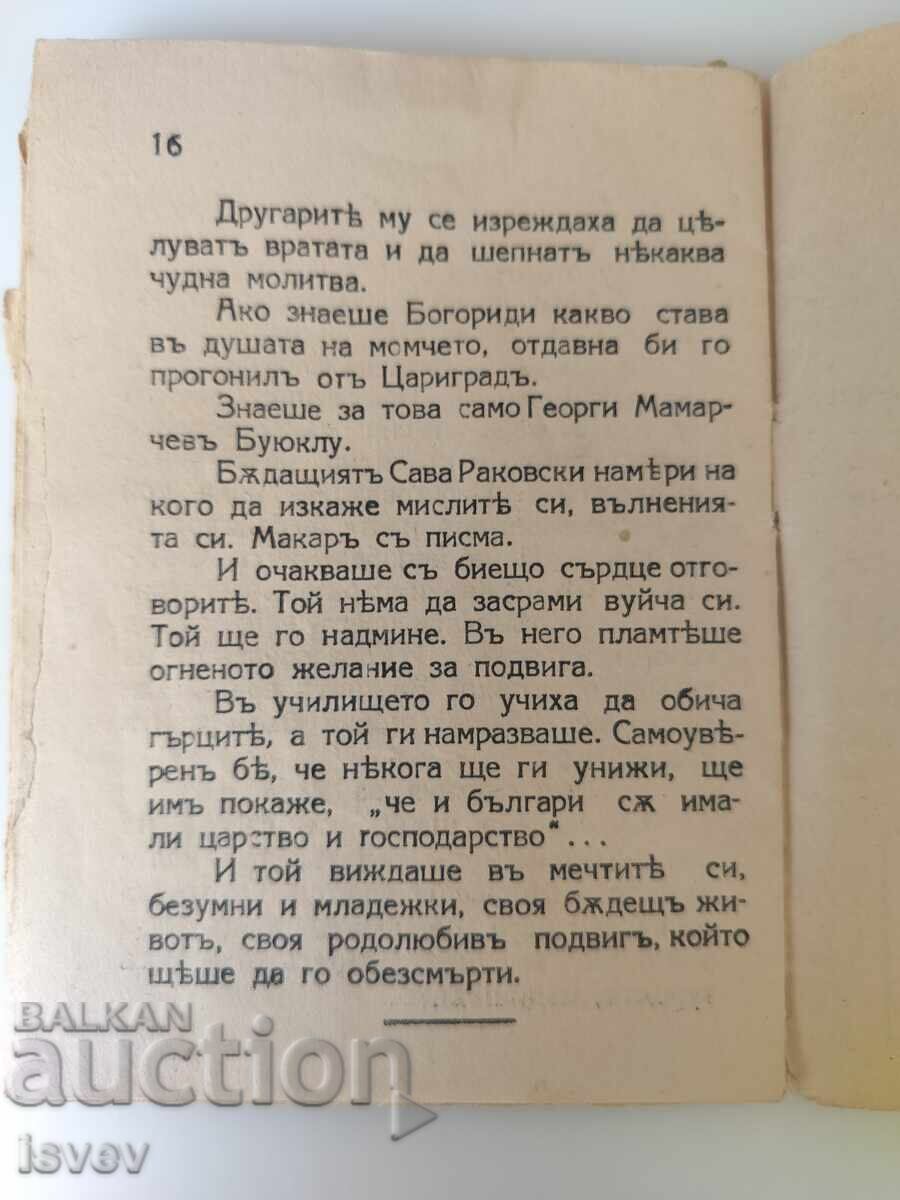 16
Другаритѣ му се изреждаха да цѣ-
луватъ вратата и да шепнатъ нѣкаква
чудна молитва.
Ако знаеше Богориди какво става
въ душата на момчето, отдавна би го
прогонилъ отъ Цариградъ.
Знаеше за това само Георги Мамар-
чевъ Буюклу.
Бѫдащиятъ Сава Раковски намѣри на
кого да изкаже мислитѣ си, вълнения-
та си. Макаръ съ писма.
И очакваше съ биещо сърдце отго-
воритѣ. Той нѣма да засрами вуйча си.
Той ще го надмине. Въ него пламтѣше
огненото желание за подвига.
Въ училището го учиха да обича
гърцитѣ, а той ги намразваше. Самоувѣ-
ренъ бѣ, че нѣкога ще ги унижи, ще
имъ покаже, „че и българи сѫ има-
ли царство и господарство“...
И той виждаше въ мечтитѣ си,
безумни и младежки, своя бѫдещъ жи-
вотъ, своя родолюбивъ подвигъ, който
щѣше да го обезсмърти.
BALKAN
auction
isvev